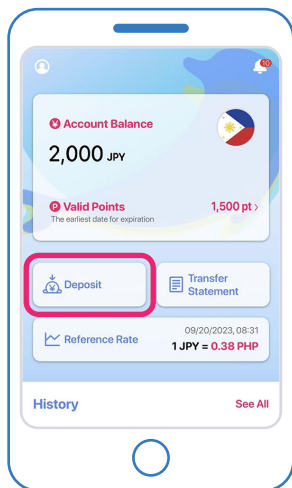 10
Account Balance
2,000 JPY
Valid Points 1,500 pt >
The earliest date for expiration
Deposit
Transfer
Statement
Reference Rate
09/20/2023, 08:31
1 JPY = 0.38 PHP
History See All